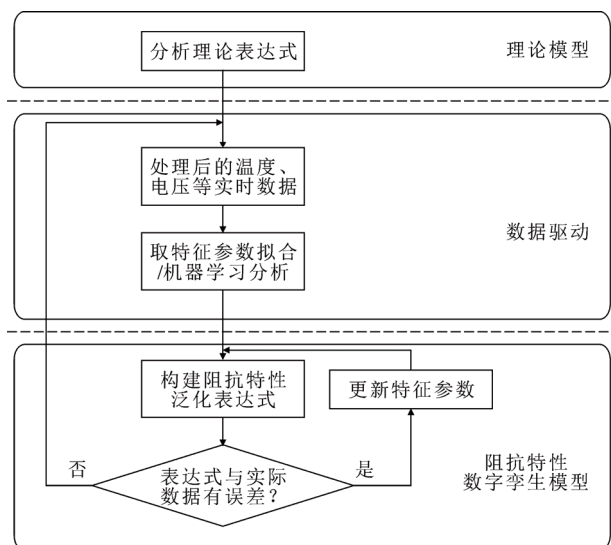 分析理论表达式
理论模型
处理后的温度、
电压等实时数据
数据驱动
取特征参数拟合
/机器学习分析
构建阻抗特性
泛化表达式
更新特征参数
否
表达式与实际
数据有误差?
是
阻抗特性
数字孪生模型